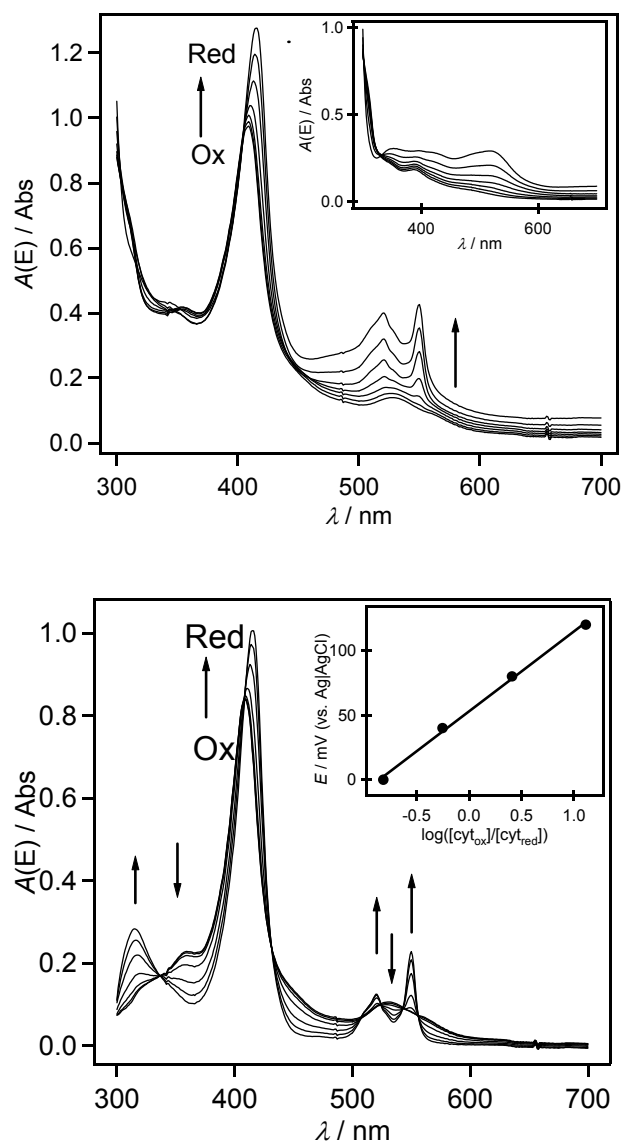 A(E) / Abs
1.2
1.0
0.8
0.6
0.4
0.2
0.0
Red
Ox
300 400 500 600 700
λ / nm
A(E) / Abs
1.0
0.5
0.0
400 600
λ / nm
A(E) / Abs
1.0
0.8
0.6
0.4
0.2
0.0
Red
Ox
300 400 500 600 700
λ / nm
E / mV (vs. Ag|AgCl)
100
50
0
-0.5 0.0 0.5 1.0
log([cytox]/[cytred])